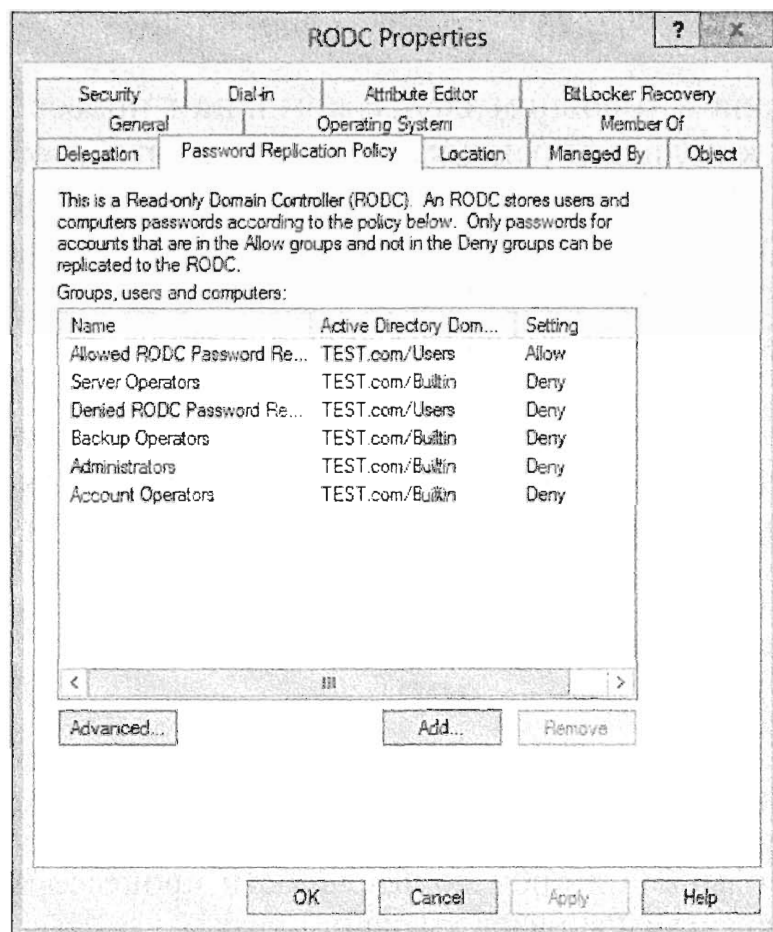 RODC Properties
? x
Security Dial-in Attribute Editor BitLocker Recovery
General Operating System Member Of
Delegation Password Replication Policy Location Managed By Object
This is a Read-only Domain Controller (RODC). An RODC stores users and
computers passwords according to the policy below. Only passwords for
accounts that are in the Allow groups and not in the Deny groups can be
replicated to the RODC.
Groups, users and computers:
Name Active Directory Dom... Setting
Allowed RODC Password Re... TEST.com/Users Allow
Server Operators TEST.com/Builtin Deny
Denied RODC Password Re... TEST.com/Users Deny
Backup Operators TEST.com/Builtin Deny
Administrators TEST.com/Builtin Deny
Account Operators TEST.com/Builtin Deny
Advanced... Add... Remove
OK Cancel Apply Help